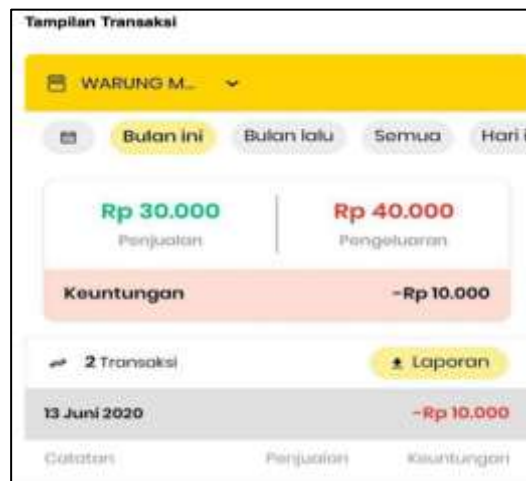 Tampilan Transaksi
WARUNG M...
Bulan ini Bulan lalu Semua Hari i
Rp 30.000 Rp 40.000
Penjualan Pengeluaran
Keuntungan -Rp 10.000
2 Transaksi Laporan
13 Juni 2020 -Rp 10.000
Catatan Penjualan Keuntungan